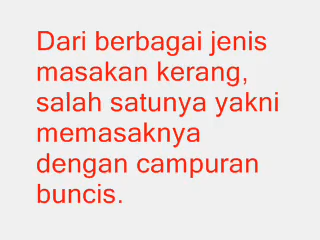 Dari berbagai jenis
masakan kerang,
salah satunya yakni
memasaknya
dengan campuran
buncis.